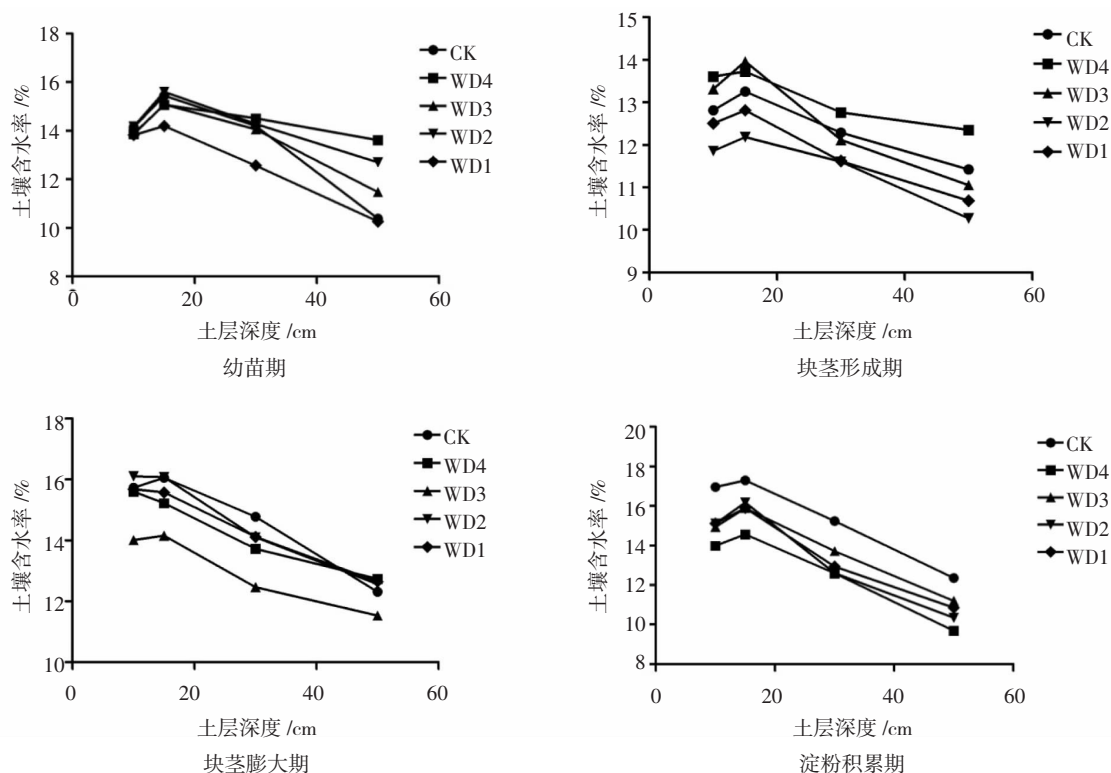 18
16
14
12
10
8
0
20
40
60
土壤含水率 /%
土层深度 /cm
CK
WD4
WD3
WD2
WD1
幼苗期
15
14
13
12
11
10
9
0
20
40
60
土壤含水率 /%
土层深度 /cm
CK
WD4
WD3
WD2
WD1
块茎形成期
18
16
14
12
10
0
20
40
60
土壤含水率 /%
土层深度 /cm
CK
WD4
WD3
WD2
WD1
块茎膨大期
20
18
16
14
12
10
8
0
20
40
60
土壤含水率 /%
土层深度 /cm
CK
WD4
WD3
WD2
WD1
淀粉积累期